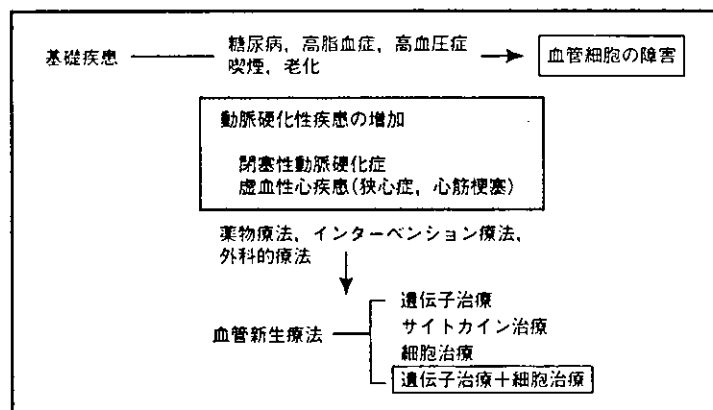 基礎疾患
糖尿病，高脂血症，高血圧症
喫煙，老化
血管細胞の障害
動脈硬化性疾患の増加
閉塞性動脈硬化症
虚血性心疾患(狭心症，心筋梗塞)
薬物療法，インターベンション療法，
外科的療法
血管新生療法
遺伝子治療
サイトカイン治療
細胞治療
遺伝子治療＋細胞治療